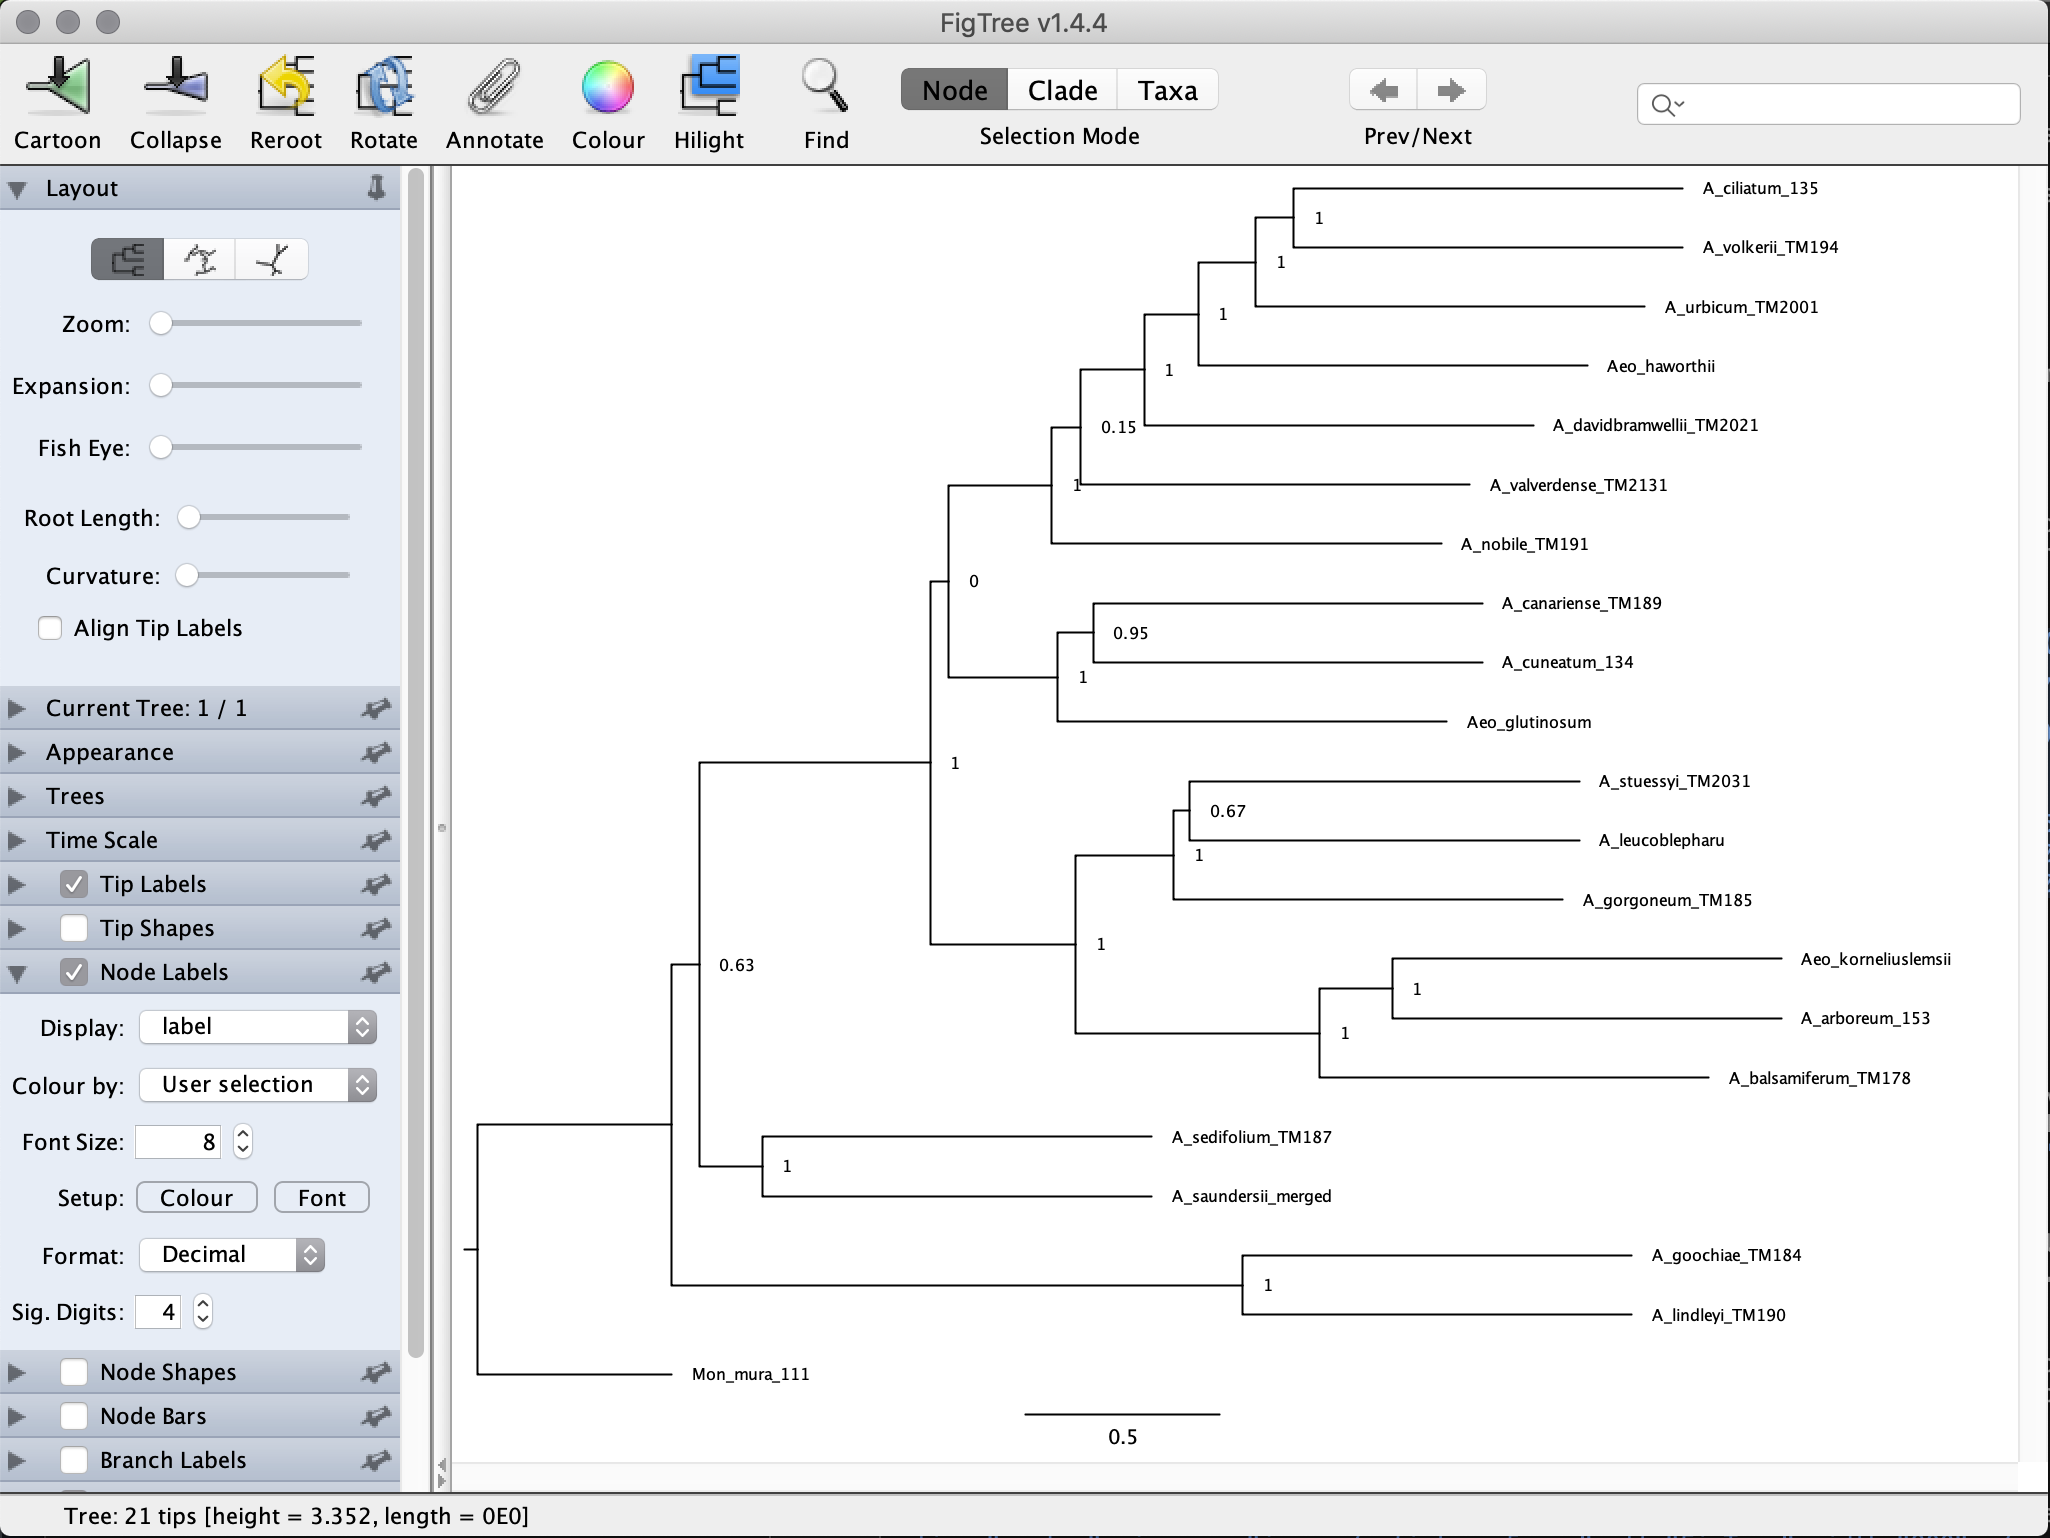 FigTree v1.4.4
Cartoon Collapse Reroot Rotate Annotate Colour Hilight Find
Node Clade Taxa
Selection Mode
Prev/Next
Layout
Zoom:
Expansion:
Fish Eye:
Root Length:
Curvature:
Align Tip Labels
Current Tree: 1 / 1
Appearance
Trees
Time Scale
Tip Labels
Tip Shapes
Node Labels
Display: label
Colour by: User selection
Font Size: 8
Setup: Colour Font
Format: Decimal
Sig. Digits: 4
Node Shapes
Node Bars
Branch Labels
A_ciliatum_135
1
A_volkerii_TM194
1
A_urbicum_TM2001
1
Aeo_haworthii
1
A_davidbramwellii_TM2021
0.15
A_valverdense_TM2131
1
A_nobile_TM191
0
A_canariense_TM189
0.95
A_cuneatum_134
1
Aeo_glutinosum
1
A_stuessyi_TM2031
0.67
A_leucoblepharu
1
A_gorgoneum_TM185
1
Aeo_korneliuslemsii
1
A_arboreum_153
1
A_balsamiferum_TM178
0.63
A_sedifolium_TM187
1
A_saundersii_merged
A_goochiae_TM184
1
A_lindleyi_TM190
Mon_mura_111
0.5
Tree: 21 tips [height = 3.352, length = 0E0]